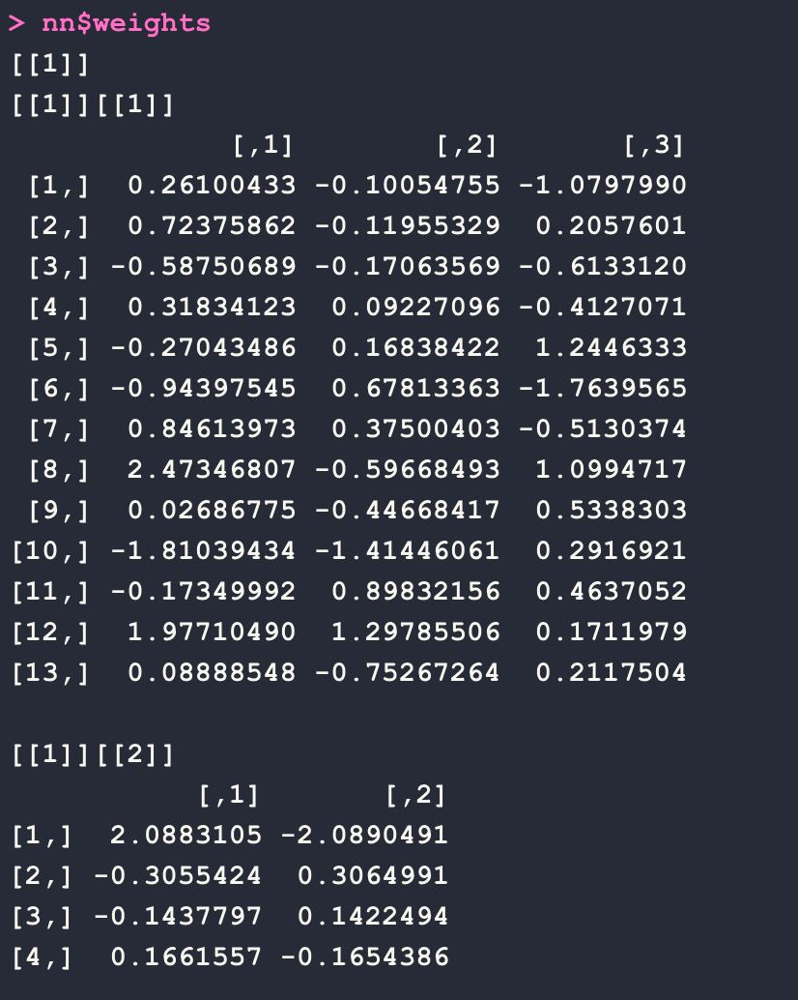 > nn$weights
[[1]]
[[1]][[1]]
             [,1]        [,2]       [,3]
 [1,]  0.26100433 -0.10054755 -1.0797990
 [2,]  0.72375862 -0.11955329  0.2057601
 [3,] -0.58750689 -0.17063569 -0.6133120
 [4,]  0.31834123  0.09227096 -0.4127071
 [5,] -0.27043486  0.16838422  1.2446333
 [6,] -0.94397545  0.67813363 -1.7639565
 [7,]  0.84613973  0.37500403 -0.5130374
 [8,]  2.47346807 -0.59668493  1.0994717
 [9,]  0.02686775 -0.44668417  0.5338303
[10,] -1.81039434 -1.41446061  0.2916921
[11,] -0.17349992  0.89832156  0.4637052
[12,]  1.97710490  1.29785506  0.1711979
[13,]  0.08888548 -0.75267264  0.2117504

[[1]][[2]]
           [,1]       [,2]
[1,]  2.0883105 -2.0890491
[2,] -0.3055424  0.3064991
[3,] -0.1437797  0.1422494
[4,]  0.1661557 -0.1654386